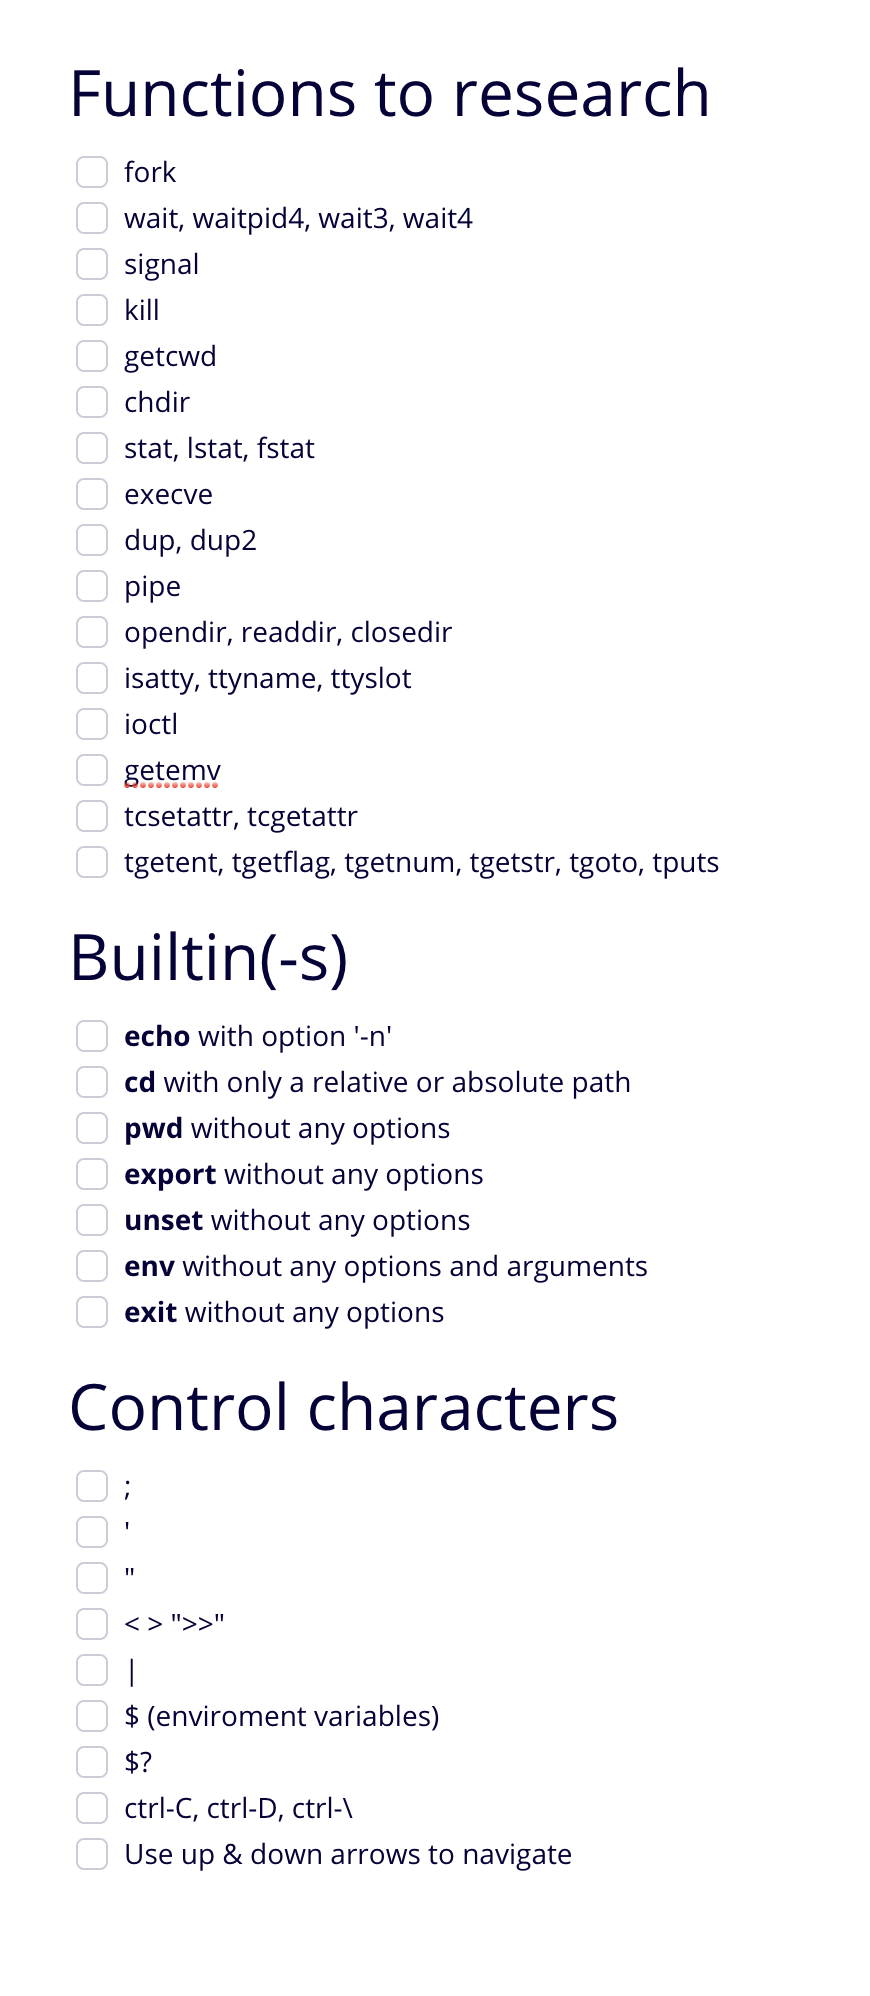 Functions to research
fork
wait, waitpid4, wait3, wait4
signal
kill
getcwd
chdir
stat, lstat, fstat
execve
dup, dup2
pipe
opendir, readdir, closedir
isatty, ttyname, ttyslot
ioctl
getemv
tcsetattr, tcgetattr
tgetent, tgetflag, tgetnum, tgetstr, tgoto, tputs
Builtin(-s)
echo with option '-n'
cd with only a relative or absolute path
pwd without any options
export without any options
unset without any options
env without any options and arguments
exit without any options
Control characters
;
'
"
< > ">>"
|
$ (enviroment variables)
$?
ctrl-C, ctrl-D, ctrl-\
Use up & down arrows to navigate